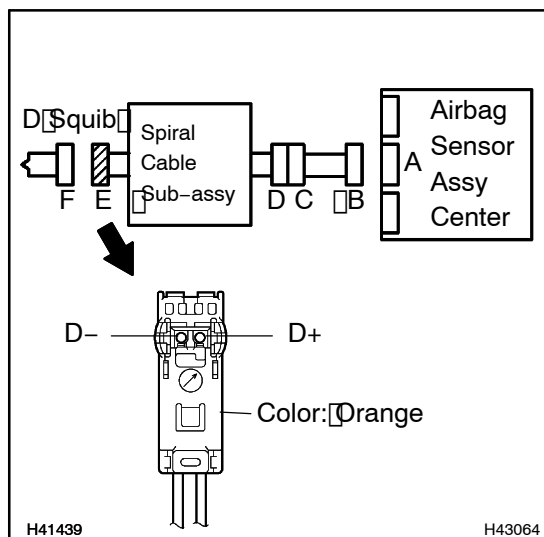 D Squib
Spiral
Cable
Sub−assy
F
E
D
C
B
A
Airbag
Sensor
Assy
Center
D−
D+
Color: Orange
H41439
H43064